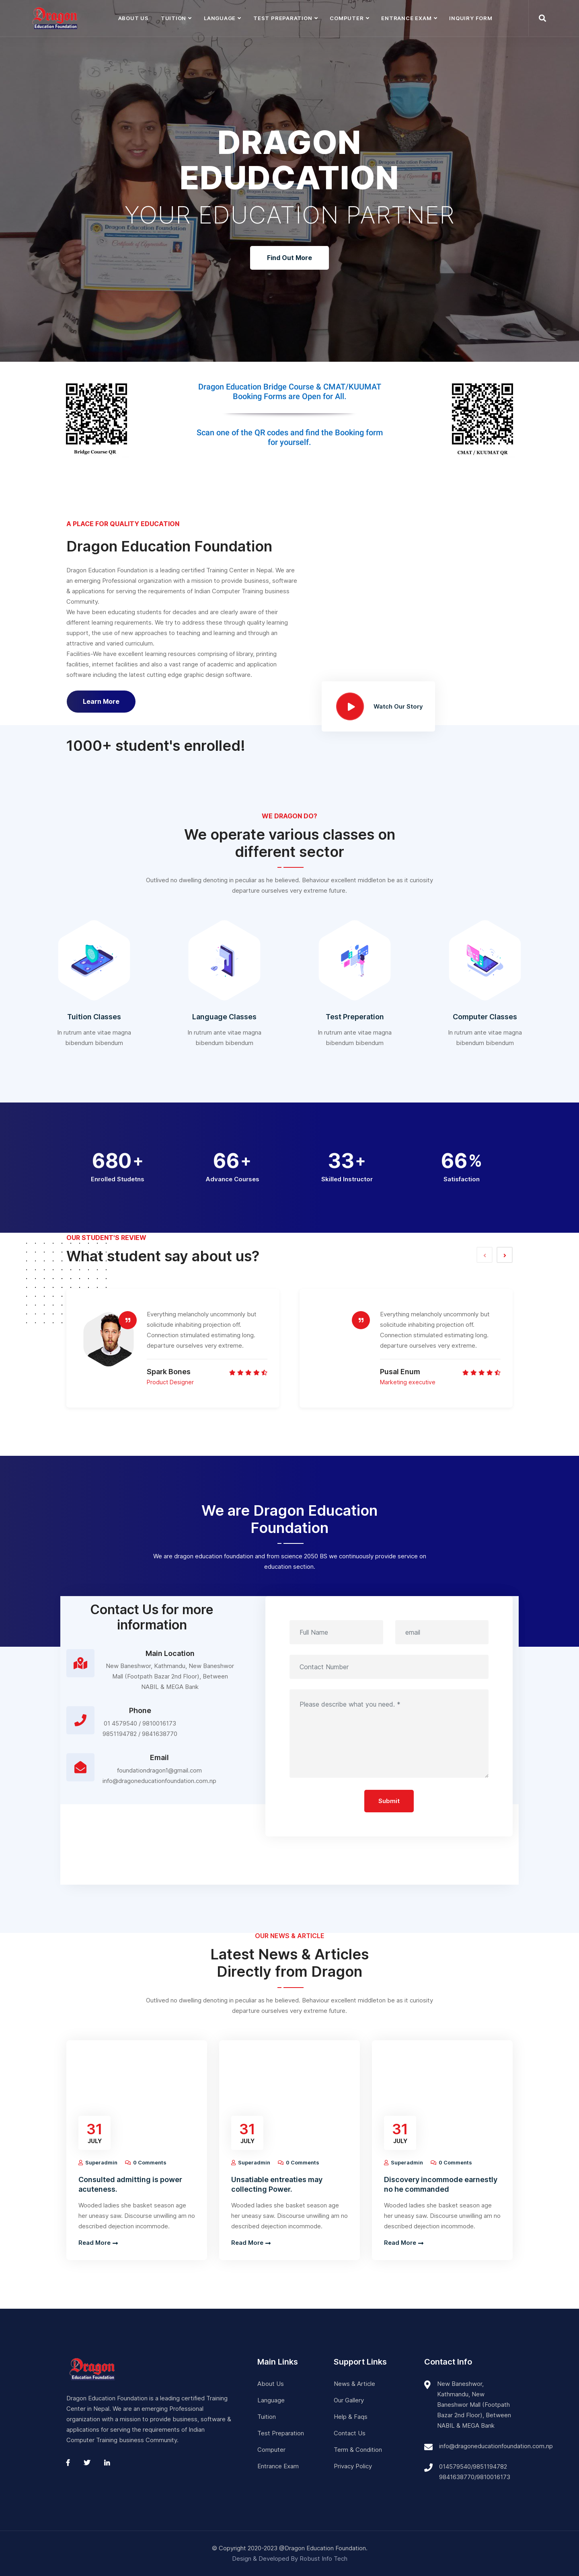 Dragon
Education Foundation
ABOUT US
TUITION
LANGUAGE
TEST PREPARATION
COMPUTER
ENTRANCE EXAM
INQUIRY FORM
DRAGON
EDUDCATION
YOUR EDUCATION PARTNER
Find Out More
Bridge Course QR
Dragon Education Bridge Course & CMAT/KUUMAT
Booking Forms are Open for All.
Scan one of the QR codes and find the Booking form
for yourself.
CMAT / KUUMAT QR
A PLACE FOR QUALITY EDUCATION
Dragon Education Foundation
Dragon Education Foundation is a leading certified Training Center in Nepal. We are
an emerging Professional organization with a mission to provide business, software
& applications for serving the requirements of Indian Computer Training business
Community.
We have been educating students for decades and are clearly aware of their
different learning requirements. We try to address these through quality learning
support, the use of new approaches to teaching and learning and through an
attractive and varied curriculum.
Facilities-We have excellent learning resources comprising of library, printing
facilities, internet facilities and also a vast range of academic and application
software including the latest cutting edge graphic design software.
Learn More
Watch Our Story
1000+ student's enrolled!
WE DRAGON DO?
We operate various classes on
different sector
Outlived no dwelling denoting in peculiar as he believed. Behaviour excellent middleton be as it curiosity
departure ourselves very extreme future.
Tuition Classes
In rutrum ante vitae magna
bibendum bibendum
Language Classes
In rutrum ante vitae magna
bibendum bibendum
Test Preperation
In rutrum ante vitae magna
bibendum bibendum
Computer Classes
In rutrum ante vitae magna
bibendum bibendum
680+
Enrolled Studetns
66+
Advance Courses
33+
Skilled Instructor
66%
Satisfaction
OUR STUDENT'S REVIEW
What student say about us?
Everything melancholy uncommonly but
solicitude inhabiting projection off.
Connection stimulated estimating long.
departure ourselves very extreme.
Spark Bones
Product Designer
Everything melancholy uncommonly but
solicitude inhabiting projection off.
Connection stimulated estimating long.
departure ourselves very extreme.
Pusal Enum
Marketing executive
We are Dragon Education
Foundation
We are dragon education foundation and from science 2050 BS we continuously provide service on
education section.
Contact Us for more
information
Main Location
New Baneshwor, Kathmandu, New Baneshwor
Mall (Footpath Bazar 2nd Floor), Between
NABIL & MEGA Bank
Phone
01 4579540 / 9810016173
9851194782 / 9841638770
Email
foundationdragon1@gmail.com
info@dragoneducationfoundation.com.np
Full Name
email
Contact Number
Please describe what you need. *
Submit
OUR NEWS & ARTICLE
Latest News & Articles
Directly from Dragon
Outlived no dwelling denoting in peculiar as he believed. Behaviour excellent middleton be as it curiosity
departure ourselves very extreme future.
31
JULY
Superadmin
0 Comments
Consulted admitting is power
acuteness.
Wooded ladies she basket season age
her uneasy saw. Discourse unwilling am no
described dejection incommode.
Read More
31
JULY
Superadmin
0 Comments
Unsatiable entreaties may
collecting Power.
Wooded ladies she basket season age
her uneasy saw. Discourse unwilling am no
described dejection incommode.
Read More
31
JULY
Superadmin
0 Comments
Discovery incommode earnestly
no he commanded
Wooded ladies she basket season age
her uneasy saw. Discourse unwilling am no
described dejection incommode.
Read More
Dragon
Education Foundation
Dragon Education Foundation is a leading certified Training
Center in Nepal. We are an emerging Professional
organization with a mission to provide business, software &
applications for serving the requirements of Indian
Computer Training business Community.
Main Links
About Us
Language
Tuition
Test Preparation
Computer
Entrance Exam
Support Links
News & Article
Our Gallery
Help & Faqs
Contact Us
Term & Condition
Privacy Policy
Contact Info
New Baneshwor,
Kathmandu, New
Baneshwor Mall (Footpath
Bazar 2nd Floor), Between
NABIL & MEGA Bank
info@dragoneducationfoundation.com.np
014579540/9851194782
9841638770/9810016173
© Copyright 2020-2023 @Dragon Education Foundation.
Design & Developed By Robust Info Tech